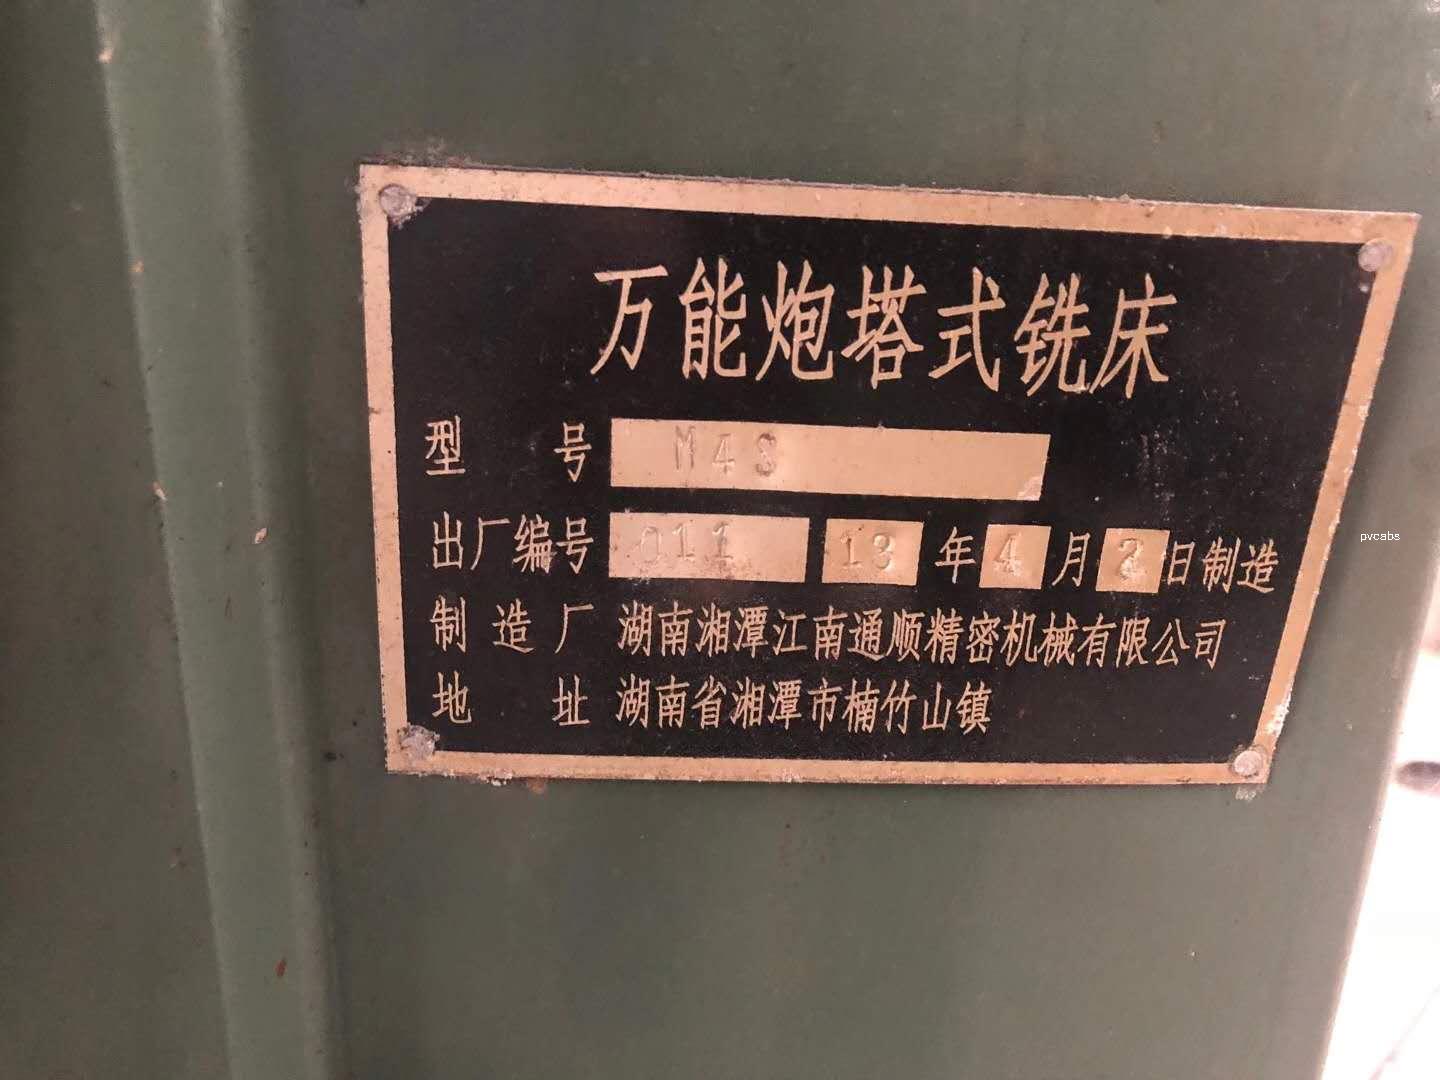 万能炮塔式铣床
型 号 M4S
出厂编号 011 13 年 4 月 2 日制造
制 造 厂 湖南湘潭江南通顺精密机械有限公司
地 址 湖南省湘潭市楠竹山镇
pvcabs